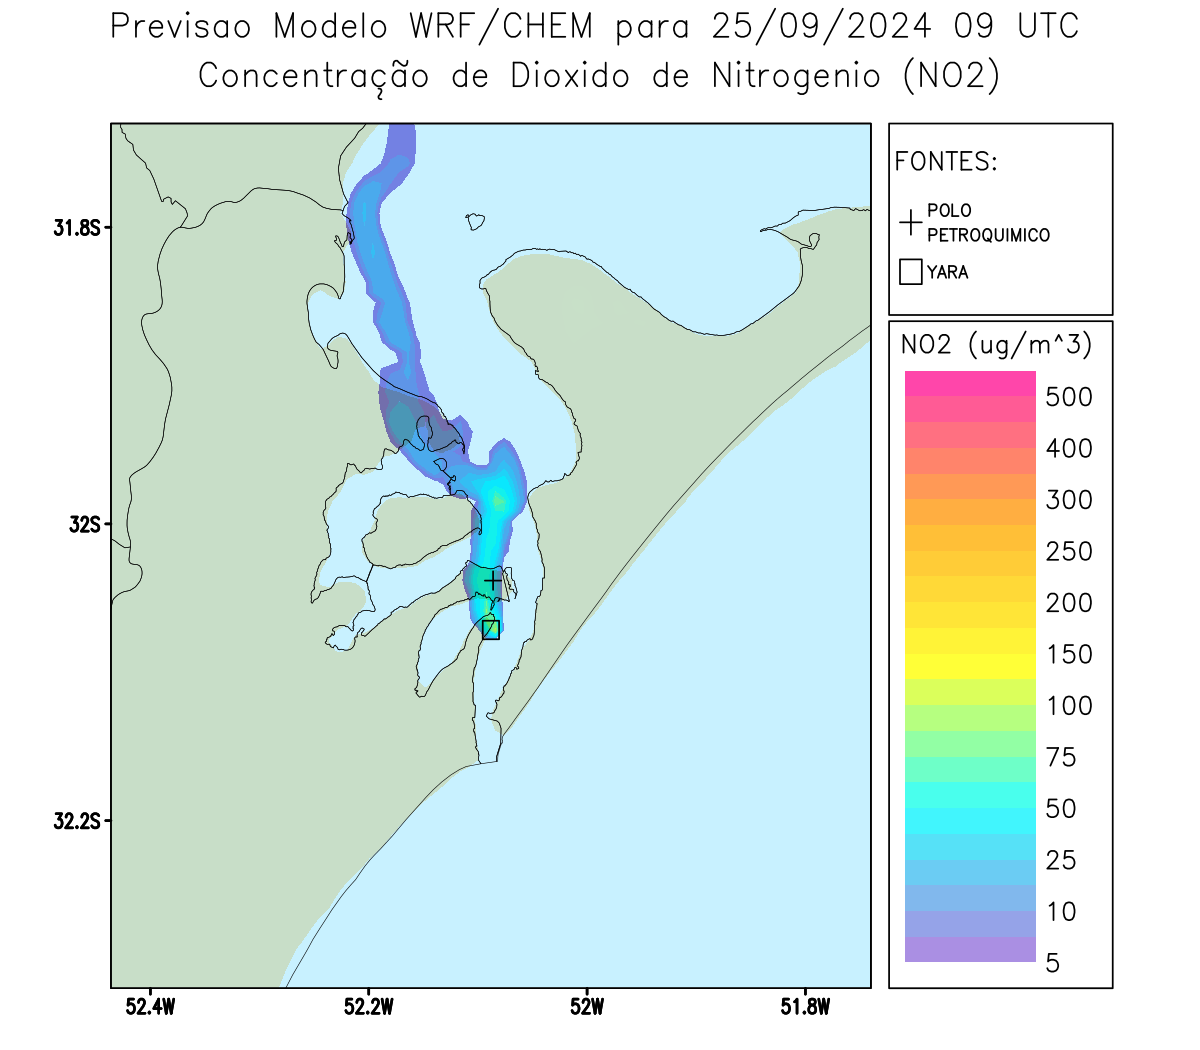 Previsao Modelo WRF/CHEM para 25/09/2024 09 UTC
Concentração de Dioxido de Nitrogenio (NO2)
FONTES:
POLO
PETROQUIMICO
YARA
NO2 (ug/m^3)
500
400
300
250
200
150
100
75
50
25
10
5
31.8S
32S
32.2S
52.4W
52.2W
52W
51.8W